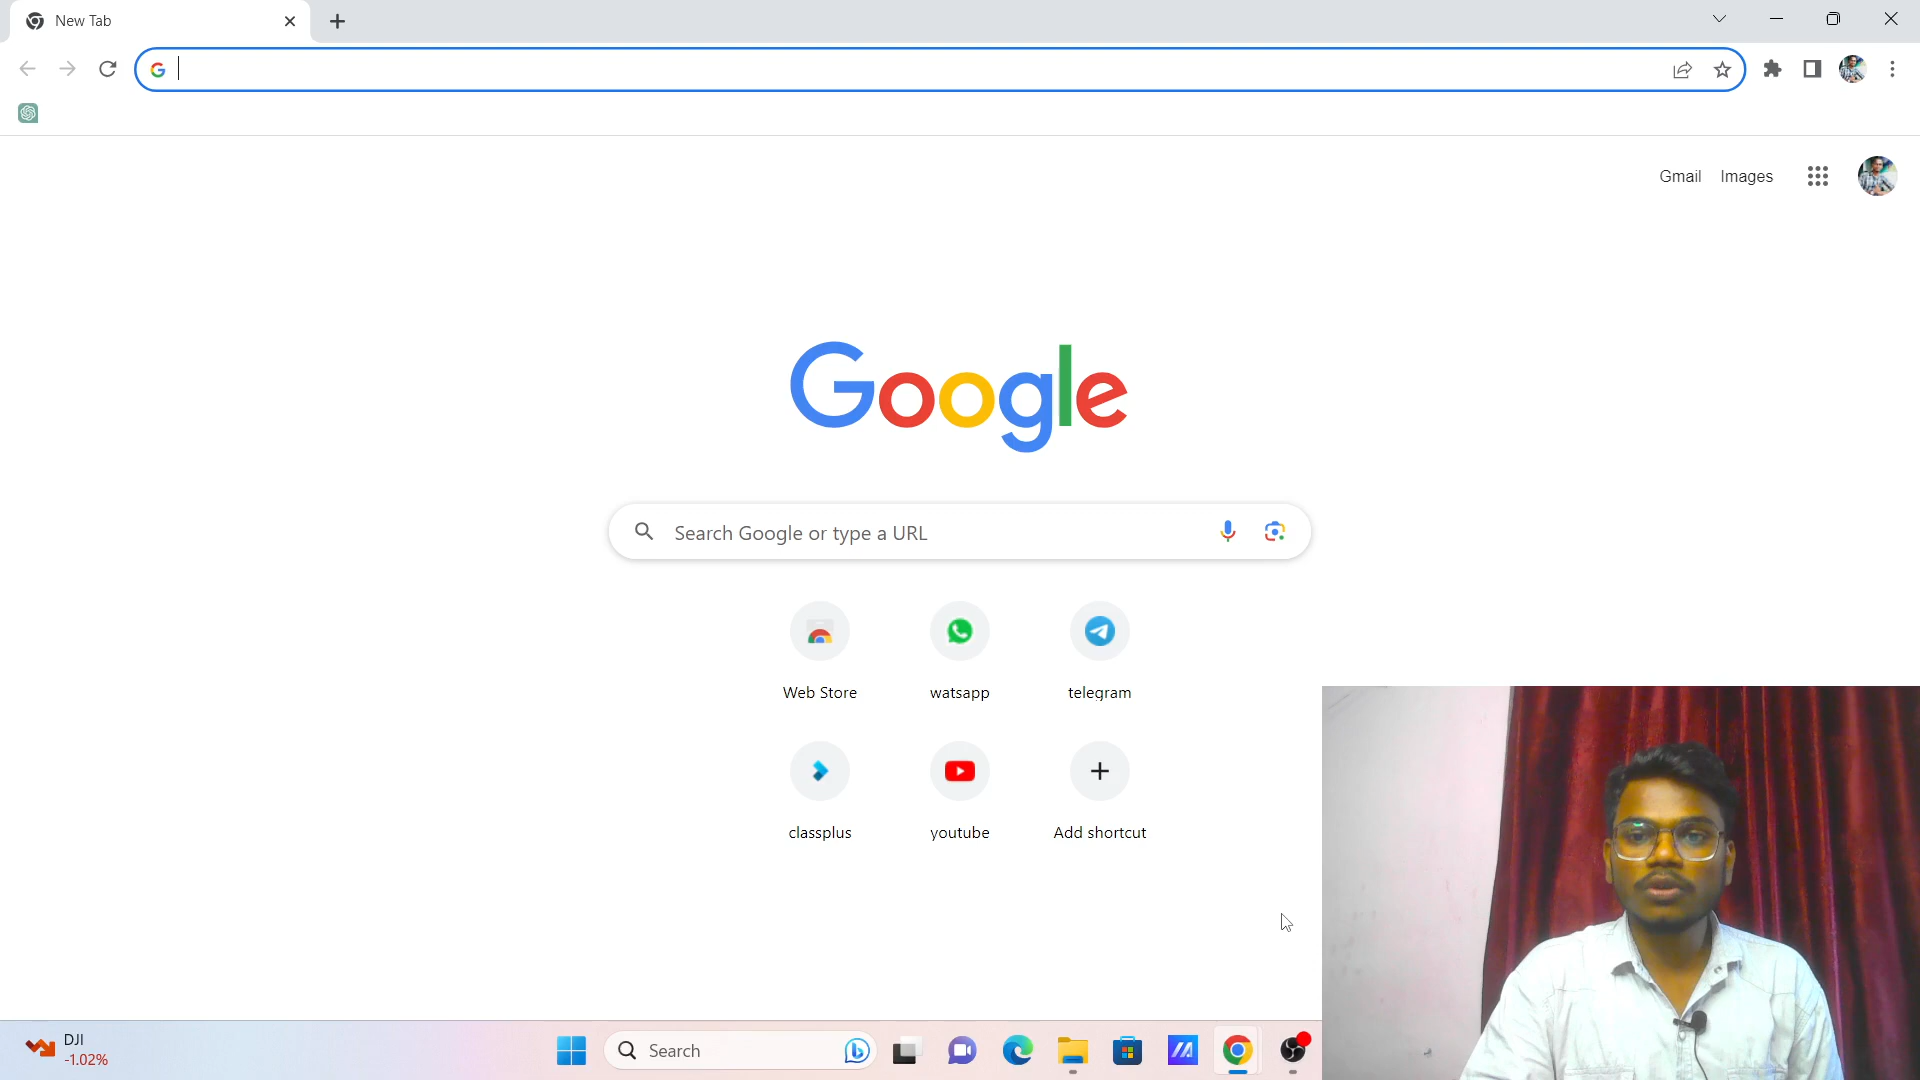 New Tab
Gmail Images
Google
Search Google or type a URL
Web Store
watsapp
telegram
classplus
youtube
Add shortcut
DJI
-1.02%
Search